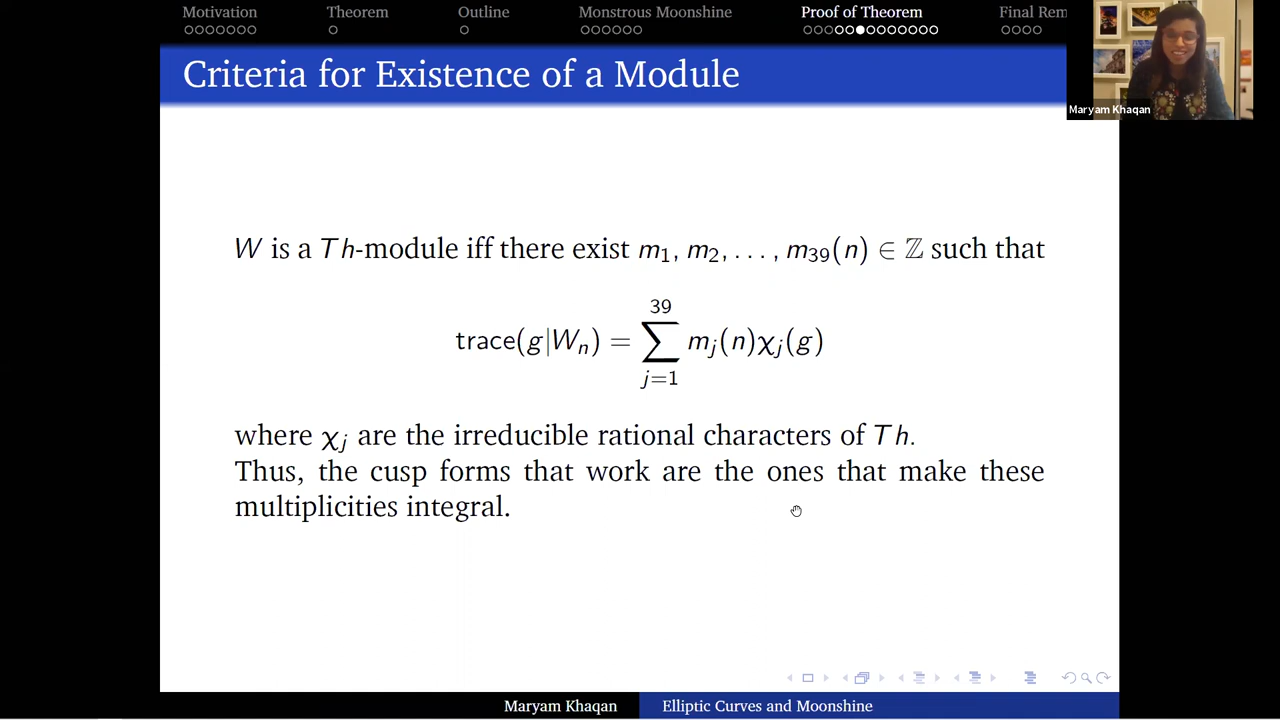 Motivation Theorem Outline Monstrous Moonshine Proof of Theorem Final Rem
Maryam Khaqan
Criteria for Existence of a Module
W is a Th-module iff there exist m₁, m₂, . . . , m₃₉(n) ∈ ℤ such that
39
trace(g|Wₙ) = ∑ mⱼ(n)χⱼ(g)
j=1
where χⱼ are the irreducible rational characters of Th.
Thus, the cusp forms that work are the ones that make these
multiplicities integral.
Maryam Khaqan Elliptic Curves and Moonshine